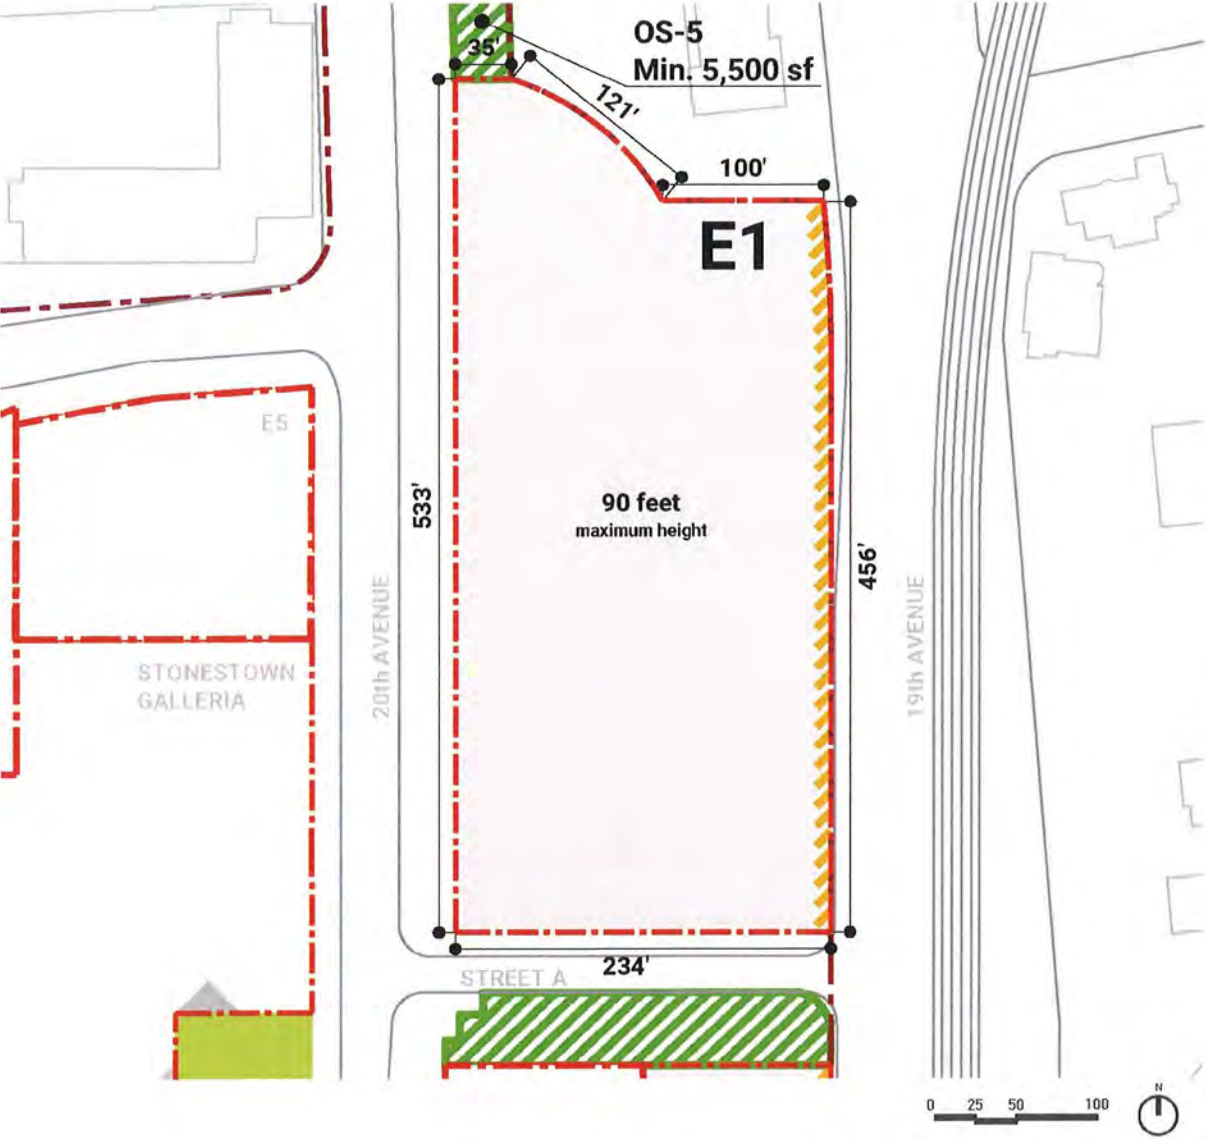 OS-5
Min. 5,500 sf
35'
121'
100'
E1
E5
533'
90 feet
maximum height
456'
STONESTOWN
GALLERIA
20th AVENUE
19th AVENUE
234'
STREET A
0 25 50 100
N